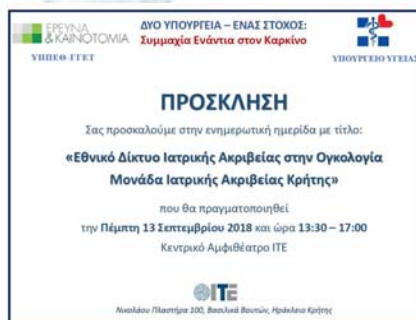 ΕΡΕΥΝΑ
& ΚΑΙΝΟΤΟΜΙΑ
ΥΠΠΕΘ-ΓΓΕΤ
ΔΥΟ ΥΠΟΥΡΓΕΙΑ – ΕΝΑΣ ΣΤΟΧΟΣ:
Συμμαχία Ενάντια στον Καρκίνο
ΥΠΟΥΡΓΕΙΟ ΥΓΕΙΑΣ
ΠΡΟΣΚΛΗΣΗ
Σας προσκαλούμε στην ενημερωτική ημερίδα με τίτλο:
«Εθνικό Δίκτυο Ιατρικής Ακριβείας στην Ογκολογία
Μονάδα Ιατρικής Ακριβείας Κρήτης»
που θα πραγματοποιηθεί
την Πέμπτη 13 Σεπτεμβρίου 2018 και ώρα 13:30 – 17:00
Κεντρικό Αμφιθέατρο ΙΤΕ
ΙΤΕ
Νικολάου Πλαστήρα 100, Βασιλικά Βουτών, Ηράκλειο Κρήτης